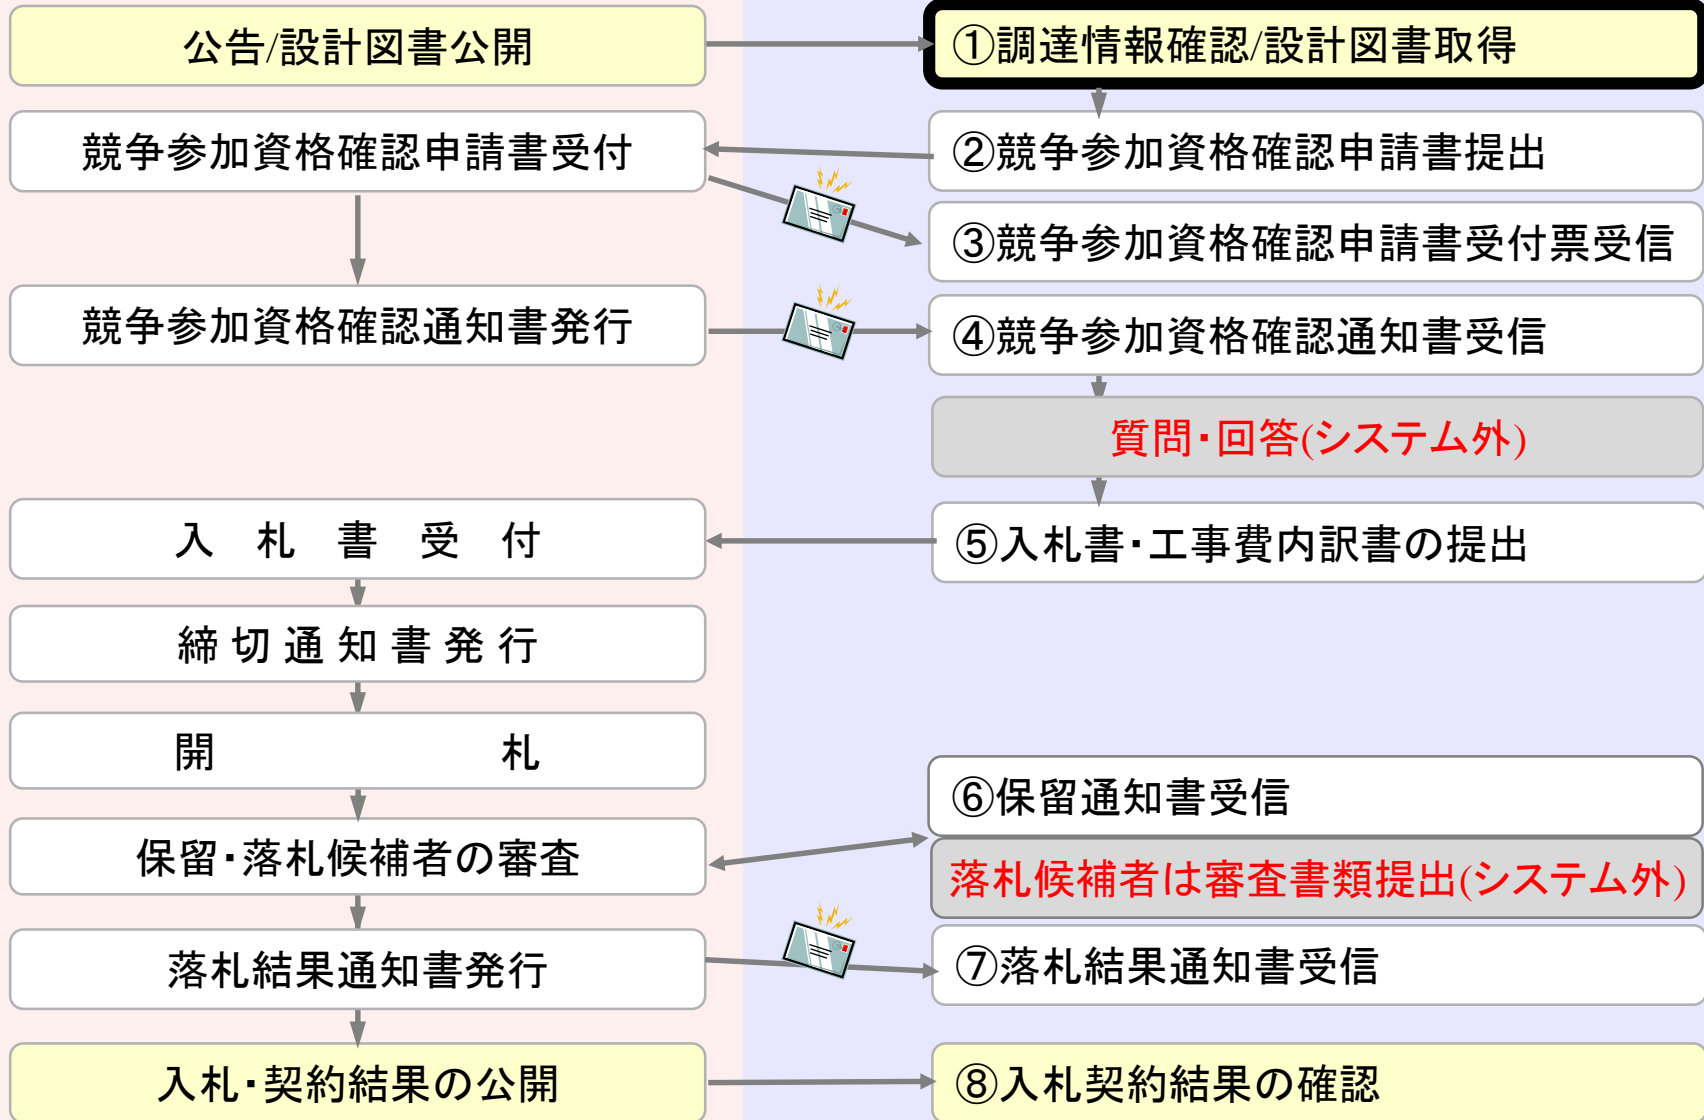 公告/設計図書公開
①調達情報確認/設計図書取得
競争参加資格確認申請書受付
②競争参加資格確認申請書提出
③競争参加資格確認申請書受付票受信
競争参加資格確認通知書発行
④競争参加資格確認通知書受信
質問・回答(システム外)
入 札 書 受 付
⑤入札書・工事費内訳書の提出
締 切 通 知 書 発 行
開 札
⑥保留通知書受信
保留・落札候補者の審査
落札候補者は審査書類提出(システム外)
落札結果通知書発行
⑦落札結果通知書受信
入札・契約結果の公開
⑧入札契約結果の確認